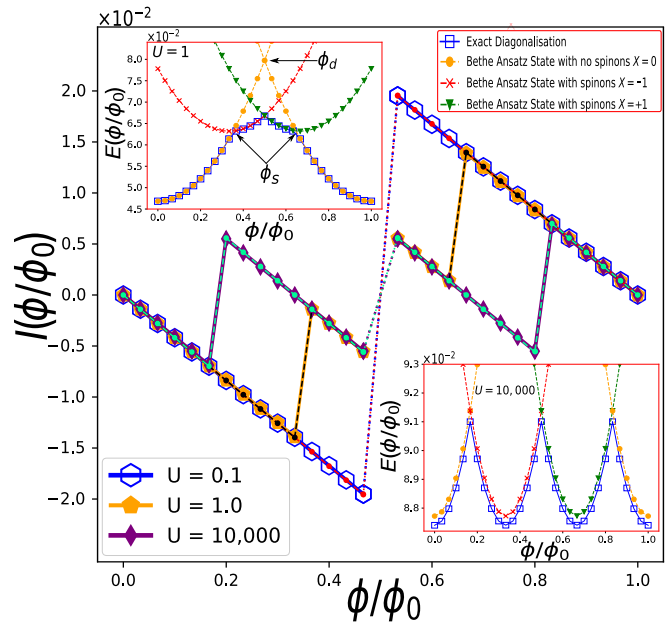 ×10⁻²
I(ϕ/ϕ₀)
2.0
1.5
1.0
0.5
0.0
−0.5
−1.0
−1.5
−2.0
0.0 0.2 0.4 0.6 0.8 1.0
ϕ/ϕ₀
U = 0.1
U = 1.0
U = 10,000
Exact Diagonalisation
Bethe Ansatz State with no spinons X=0
Bethe Ansatz State with spinons X=−1
Bethe Ansatz State with spinons X=+1
×10⁻²
U = 1
E(ϕ/ϕ₀)
8.0
7.5
7.0
6.5
6.0
5.5
5.0
4.5
ϕ_d
ϕ_S
0.0 0.2 0.4 0.6 0.8 1.0
ϕ/ϕ₀
×10⁻²
U = 10,000
E(ϕ/ϕ₀)
9.3
9.2
9.1
9.0
8.9
8.8
0.0 0.2 0.4 0.6 0.8 1.0
ϕ/ϕ₀